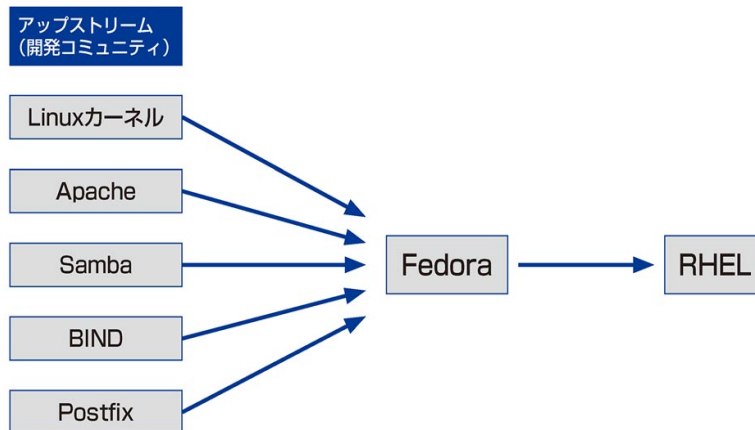 アップストリーム
（開発コミュニティ）
Linuxカーネル
Apache
Samba
BIND
Postfix
Fedora
RHEL